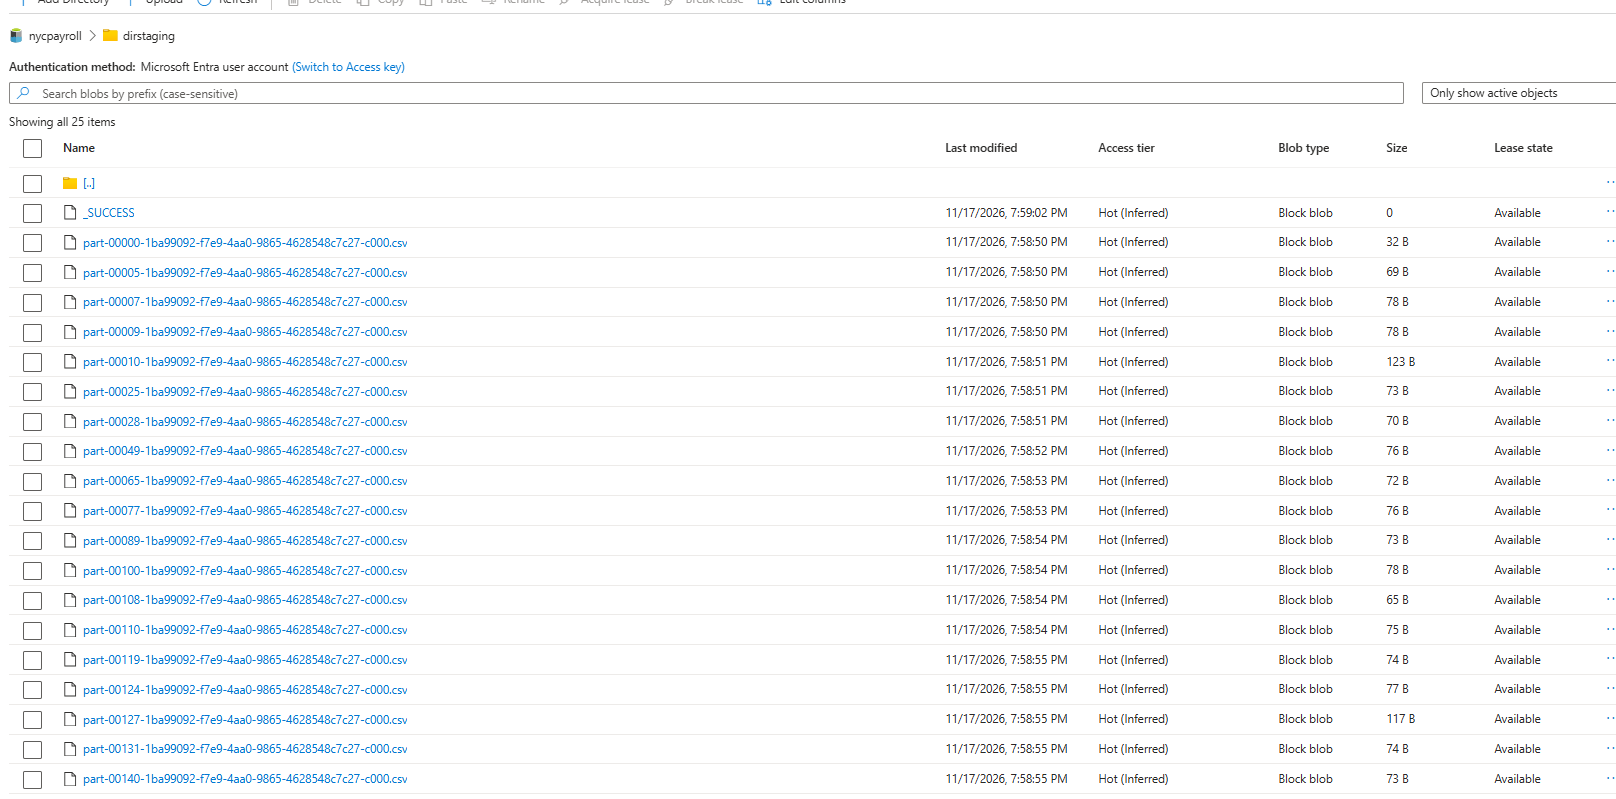 Add Directory Upload Refresh Delete Copy Paste Rename Acquire lease Break lease Edit columns
nycpayroll > dirstaging
Authentication method: Microsoft Entra user account (Switch to Access key)
Search blobs by prefix (case-sensitive) Only show active objects
Showing all 25 items
Name Last modified Access tier Blob type Size Lease state
[..]
_SUCCESS 11/17/2026, 7:59:02 PM Hot (Inferred) Block blob 0 Available
part-00000-1ba99092-f7e9-4aa0-9865-4628548c7c27-c000.csv 11/17/2026, 7:58:50 PM Hot (Inferred) Block blob 32 B Available
part-00005-1ba99092-f7e9-4aa0-9865-4628548c7c27-c000.csv 11/17/2026, 7:58:50 PM Hot (Inferred) Block blob 69 B Available
part-00007-1ba99092-f7e9-4aa0-9865-4628548c7c27-c000.csv 11/17/2026, 7:58:50 PM Hot (Inferred) Block blob 78 B Available
part-00009-1ba99092-f7e9-4aa0-9865-4628548c7c27-c000.csv 11/17/2026, 7:58:50 PM Hot (Inferred) Block blob 78 B Available
part-00010-1ba99092-f7e9-4aa0-9865-4628548c7c27-c000.csv 11/17/2026, 7:58:51 PM Hot (Inferred) Block blob 123 B Available
part-00025-1ba99092-f7e9-4aa0-9865-4628548c7c27-c000.csv 11/17/2026, 7:58:51 PM Hot (Inferred) Block blob 73 B Available
part-00028-1ba99092-f7e9-4aa0-9865-4628548c7c27-c000.csv 11/17/2026, 7:58:51 PM Hot (Inferred) Block blob 70 B Available
part-00049-1ba99092-f7e9-4aa0-9865-4628548c7c27-c000.csv 11/17/2026, 7:58:52 PM Hot (Inferred) Block blob 76 B Available
part-00065-1ba99092-f7e9-4aa0-9865-4628548c7c27-c000.csv 11/17/2026, 7:58:53 PM Hot (Inferred) Block blob 72 B Available
part-00077-1ba99092-f7e9-4aa0-9865-4628548c7c27-c000.csv 11/17/2026, 7:58:53 PM Hot (Inferred) Block blob 76 B Available
part-00089-1ba99092-f7e9-4aa0-9865-4628548c7c27-c000.csv 11/17/2026, 7:58:54 PM Hot (Inferred) Block blob 73 B Available
part-00100-1ba99092-f7e9-4aa0-9865-4628548c7c27-c000.csv 11/17/2026, 7:58:54 PM Hot (Inferred) Block blob 78 B Available
part-00108-1ba99092-f7e9-4aa0-9865-4628548c7c27-c000.csv 11/17/2026, 7:58:54 PM Hot (Inferred) Block blob 65 B Available
part-00110-1ba99092-f7e9-4aa0-9865-4628548c7c27-c000.csv 11/17/2026, 7:58:54 PM Hot (Inferred) Block blob 75 B Available
part-00119-1ba99092-f7e9-4aa0-9865-4628548c7c27-c000.csv 11/17/2026, 7:58:55 PM Hot (Inferred) Block blob 74 B Available
part-00124-1ba99092-f7e9-4aa0-9865-4628548c7c27-c000.csv 11/17/2026, 7:58:55 PM Hot (Inferred) Block blob 77 B Available
part-00127-1ba99092-f7e9-4aa0-9865-4628548c7c27-c000.csv 11/17/2026, 7:58:55 PM Hot (Inferred) Block blob 117 B Available
part-00131-1ba99092-f7e9-4aa0-9865-4628548c7c27-c000.csv 11/17/2026, 7:58:55 PM Hot (Inferred) Block blob 74 B Available
part-00140-1ba99092-f7e9-4aa0-9865-4628548c7c27-c000.csv 11/17/2026, 7:58:55 PM Hot (Inferred) Block blob 73 B Available